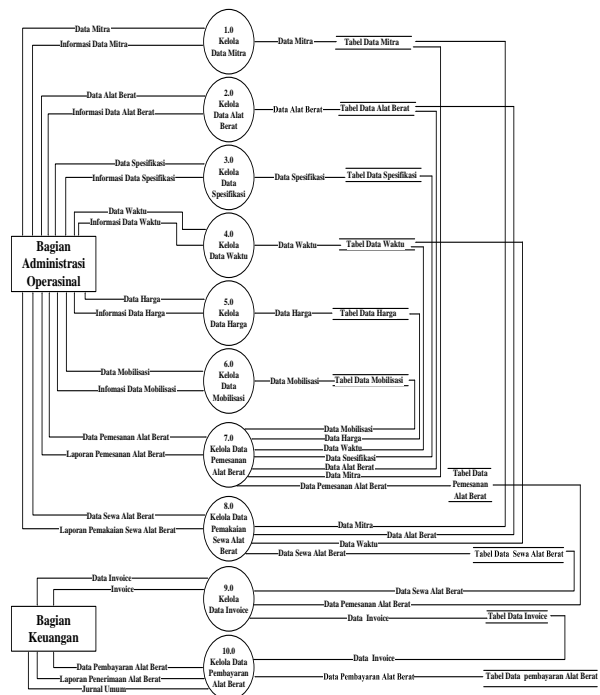 Data Mitra
Informasi Data Mitra
1.0
Kelola
Data Mitra
Data Mitra
Tabel Data Mitra
Data Alat Berat
Informasi Data Alat Berat
2.0
Kelola
Data Alat
Berat
Data Alat Berat
Tabel Data Alat Berat
Data Spesifikasi
Informasi Data Spesifikasi
3.0
Kelola
Data
Spesifikasi
Data Spesifikasi
Tabel Data Spesifikasi
Data Waktu
Informasi Data Waktu
4.0
Kelola
Data Waktu
Data Waktu
Tabel Data Waktu
Bagian
Administrasi
Operasinal
Data Harga
Informasi Data Harga
5.0
Kelola
Data Harga
Data Harga
Tabel Data Harga
Data Mobilisasi
Infomasi Data Mobilisasi
6.0
Kelola
Data
Mobilisasi
Data Mobilisasi
Tabel Data Mobilisasi
Data Pemesanan Alat Berat
Laporan Pemesanan Alat Berat
7.0
Kelola Data
Pemesanan
Alat Berat
Data Mobilisasi
Data Harga
Data Waktu
Data Spesifikasi
Data Alat Berat
Data Mitra
Data Pemesanan Alat Berat
Tabel Data
Pemesanan
Alat Berat
Data Sewa Alat Berat
Laporan Pemakaian Sewa Alat Berat
8.0
Kelola Data
Pemakaian
Sewa Alat
Berat
Data Mitra
Data Alat Berat
Data Waktu
Data Sewa Alat Berat
Tabel Data Sewa Alat Berat
Data Invoice
Invoice
9.0
Kelola
Data Invoice
Data Sewa Alat Berat
Data Pemesanan Alat Berat
Data Invoice
Tabel Data Invoice
Bagian
Keuangan
Data Pembayaran Alat Berat
Laporan Penerimaan Alat Berat
Jurnal Umum
10.0
Kelola Data
Pembayaran
Alat Berat
Data Invoice
Data Pembayaran Alat Berat
Tabel Data pembayaran Alat Berat